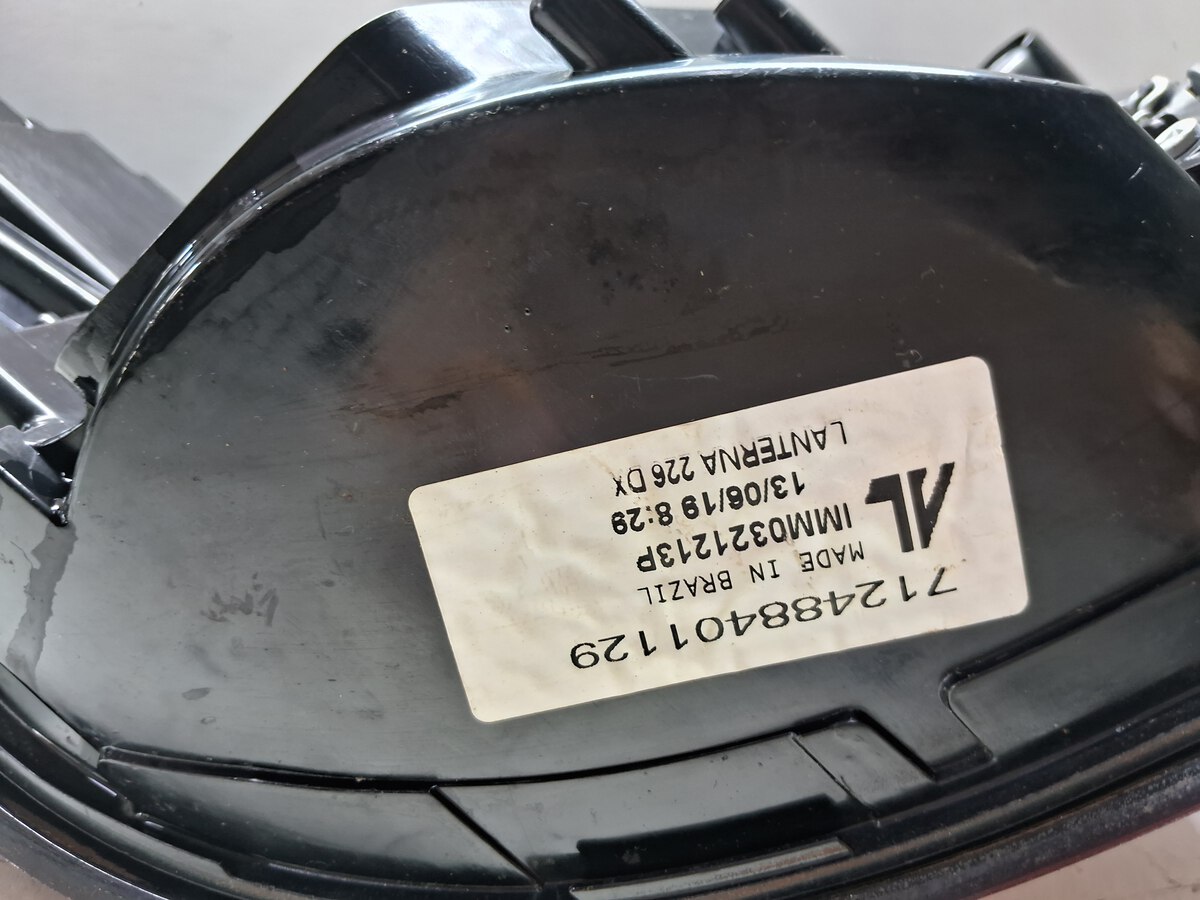 712488401129
MADE IN BRAZIL
IMM0321213P
13/06/19 8:29
LANTERNA 226 DX
AL